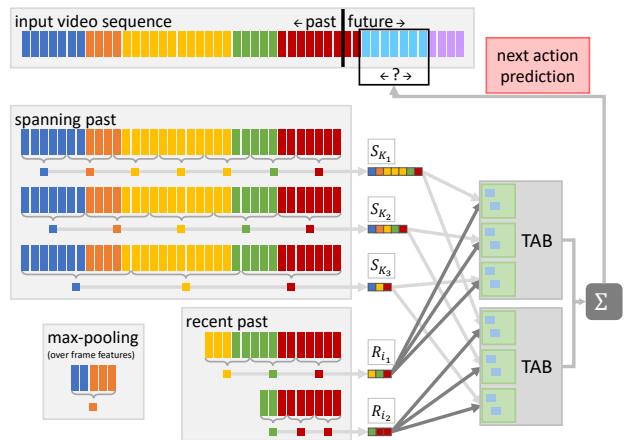 input video sequence
← past
future →
← ? →
next action
prediction
spanning past
S_{K_1}
S_{K_2}
S_{K_3}
TAB
Σ
max-pooling
(over frame features)
recent past
R_{i_1}
R_{i_2}
TAB